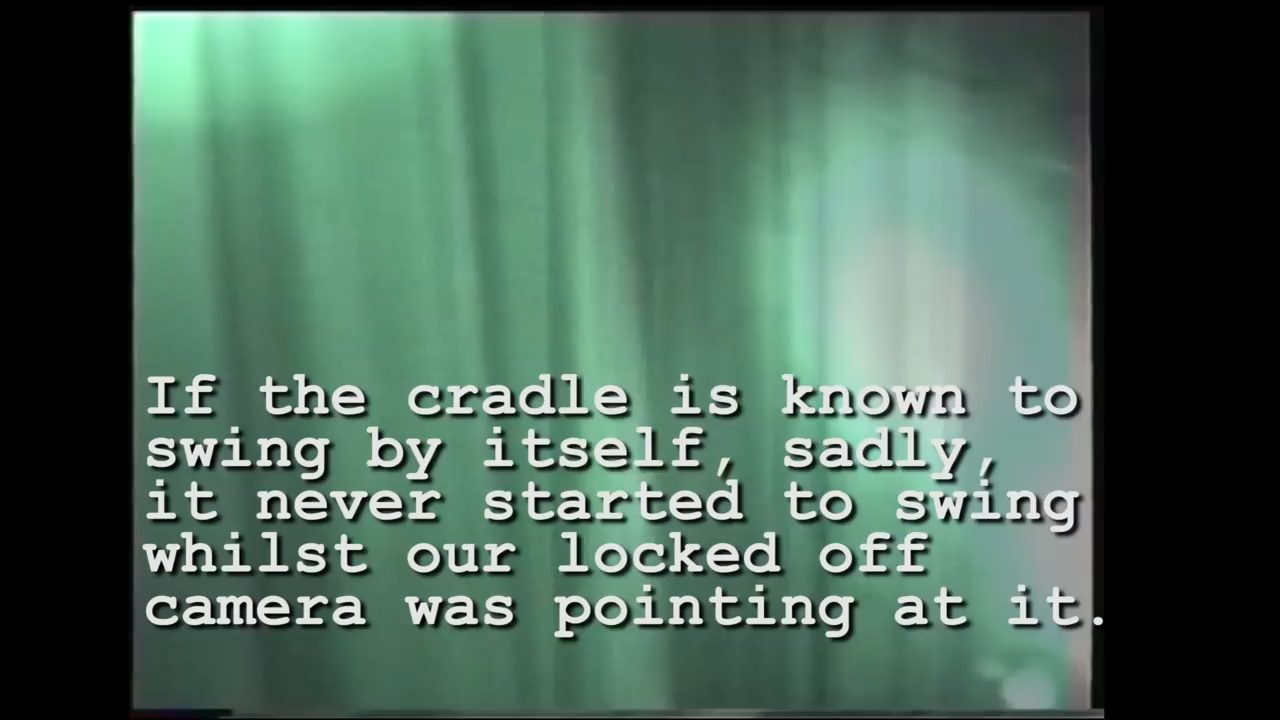 If the cradle is known to
swing by itself, sadly,
it never started to swing
whilst our locked off
camera was pointing at it.